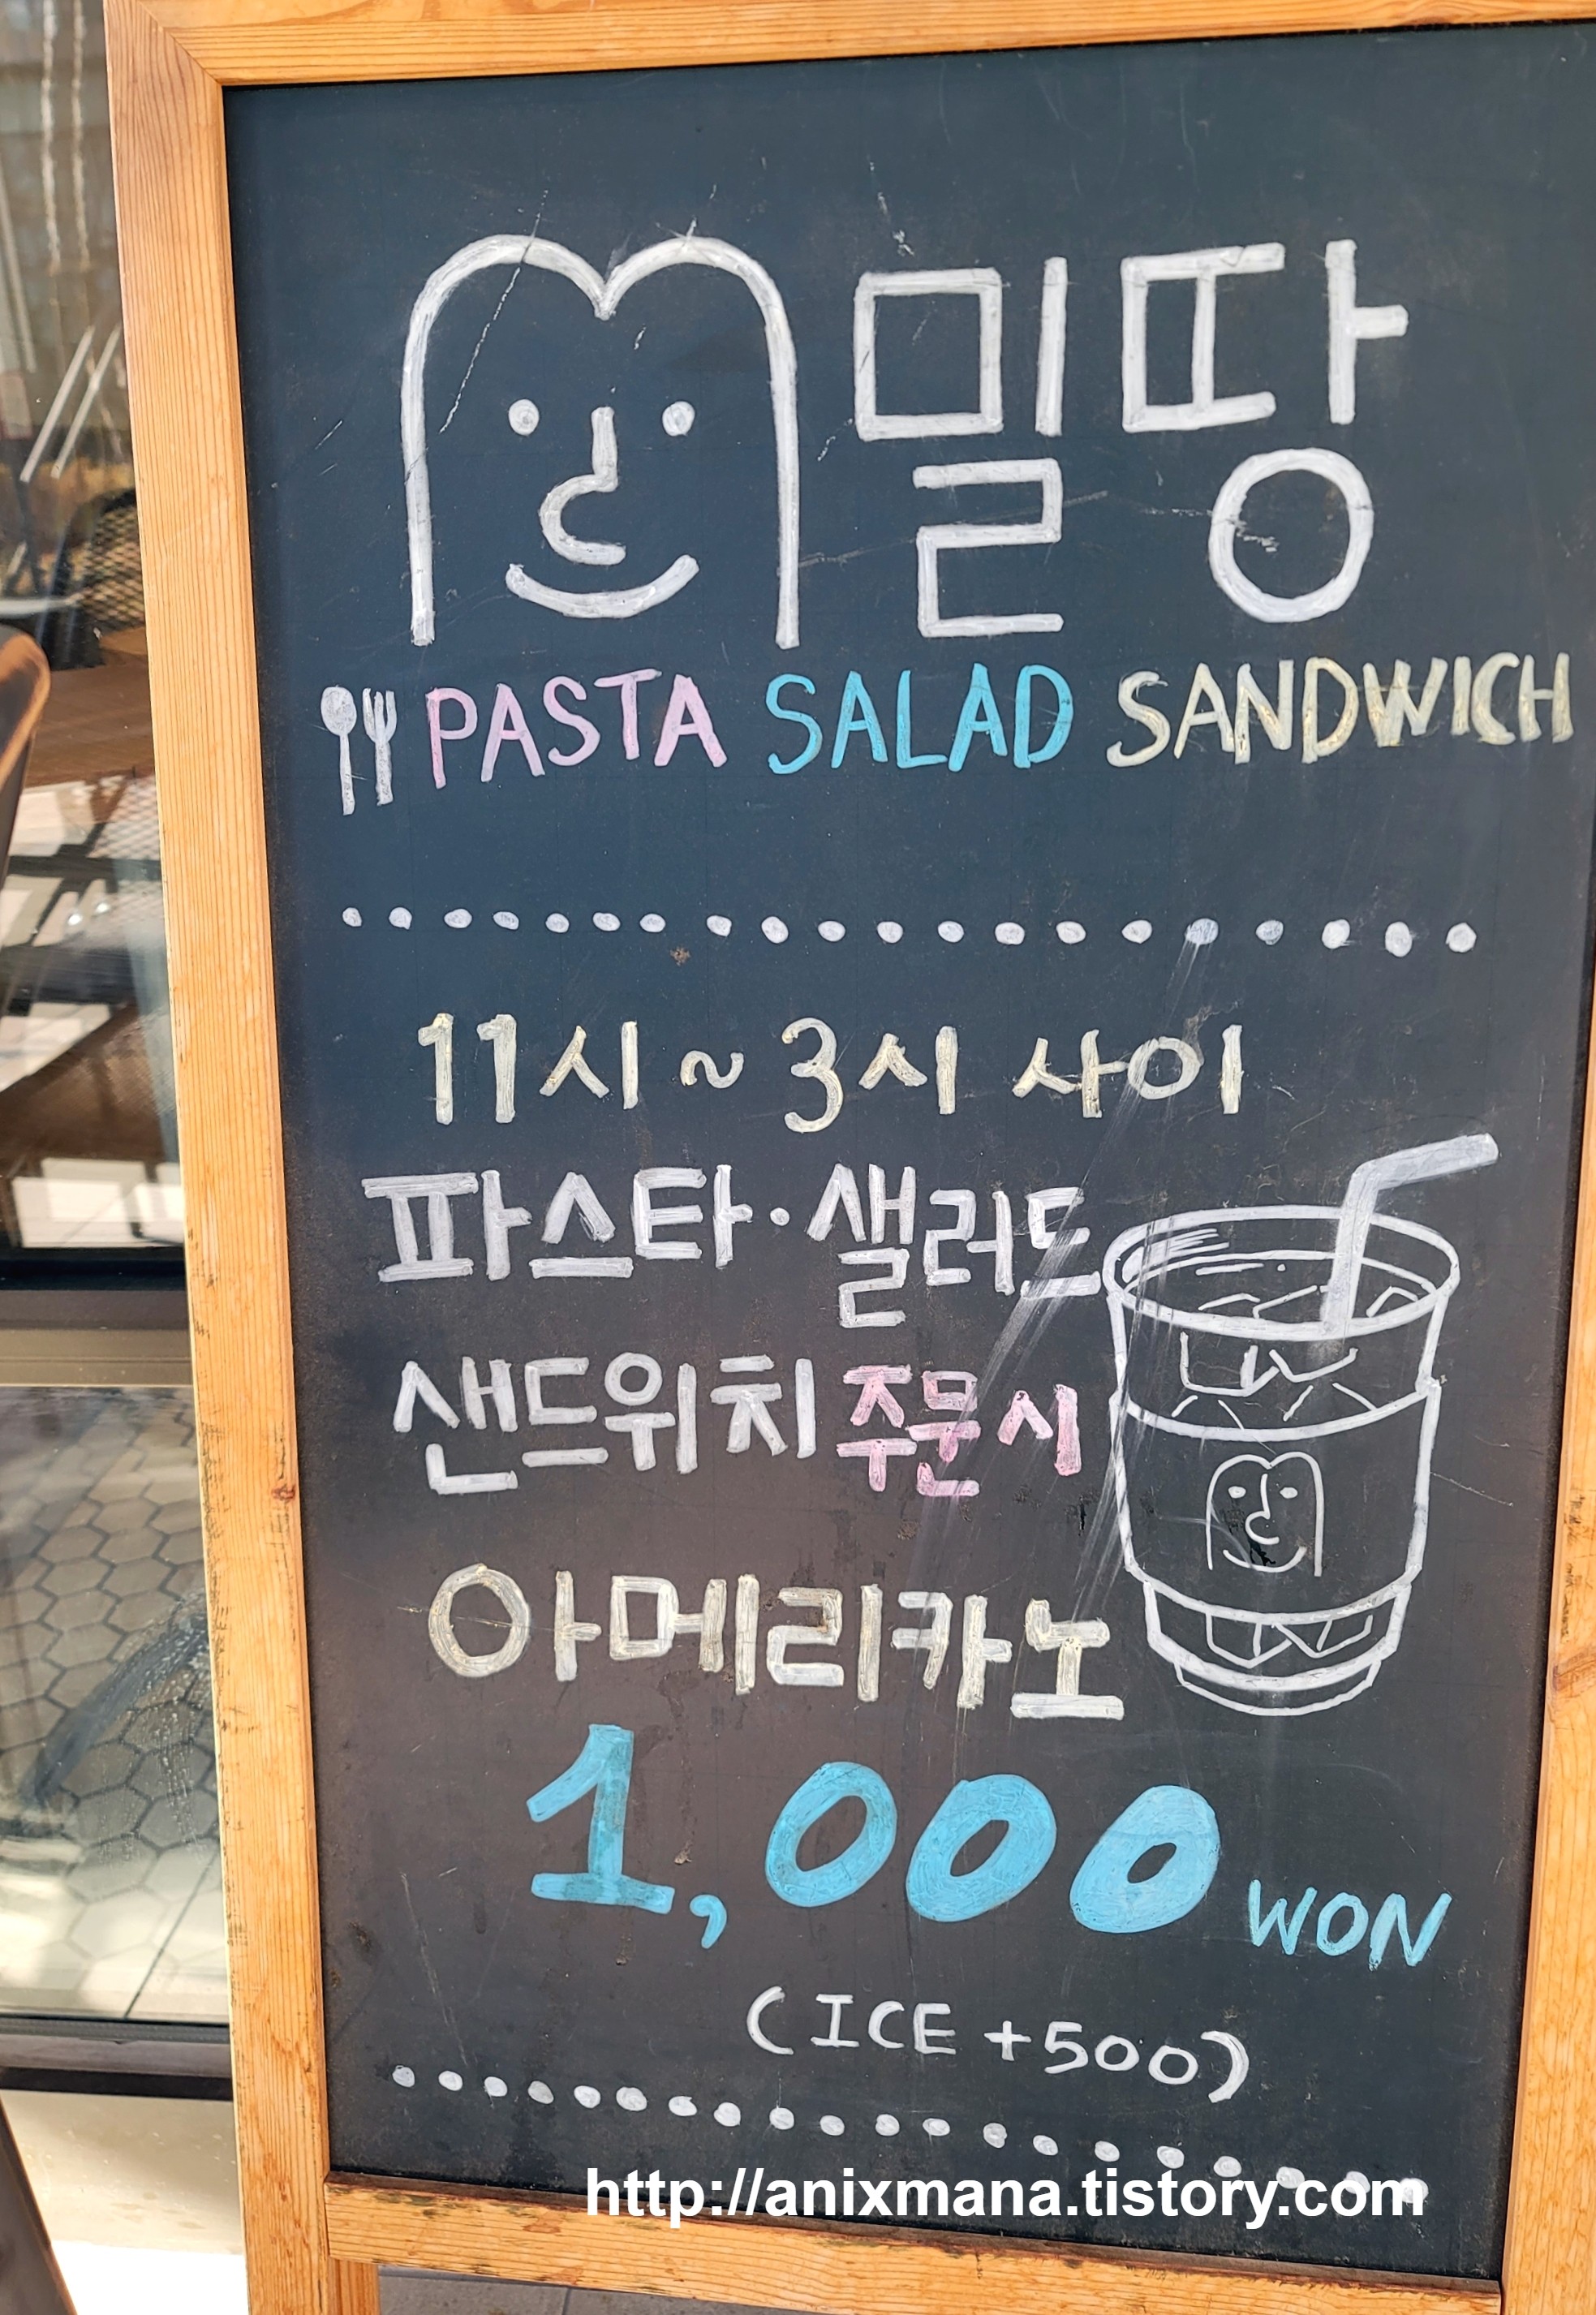 밀땅
PASTA SALAD SANDWICH
11시~3시 사이
파스타·샐러드
샌드위치 주문시
아메리카노
1,000 WON
(ICE +500)
http://anixmana.tistory.com